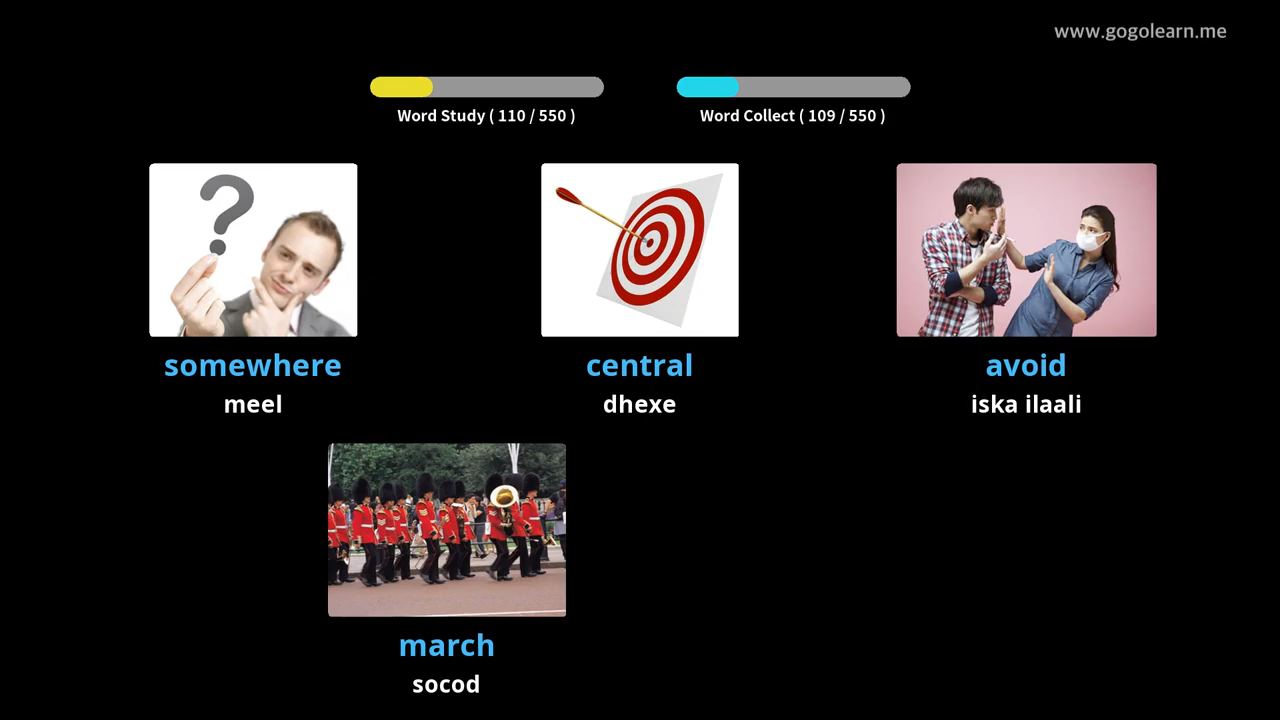 www.gogolearn.me
Word Study ( 110 / 550 )
Word Collect ( 109 / 550 )
somewhere
meel
central
dhexe
avoid
iska ilaali
march
socod